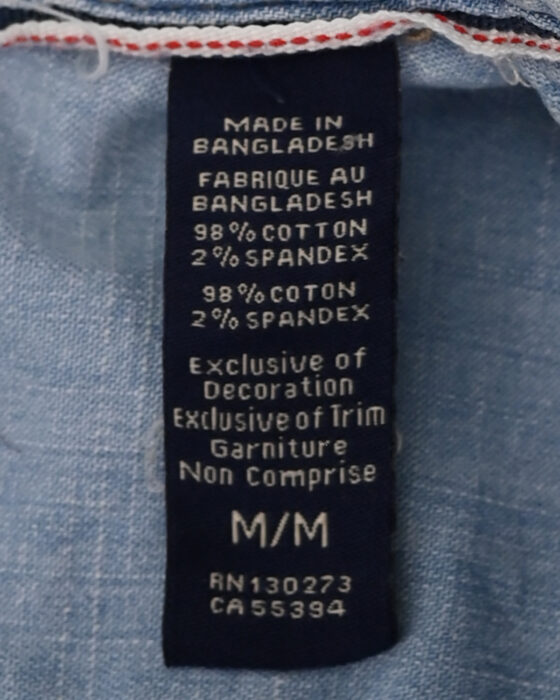 MADE IN
BANGLADESH
FABRIQUE AU
BANGLADESH
98% COTTON
2% SPANDEX
98% COTON
2% SPANDEX
Exclusive of
Decoration
Exclusive of Trim
Garniture
Non Comprise
M/M
RN130273
CA55394